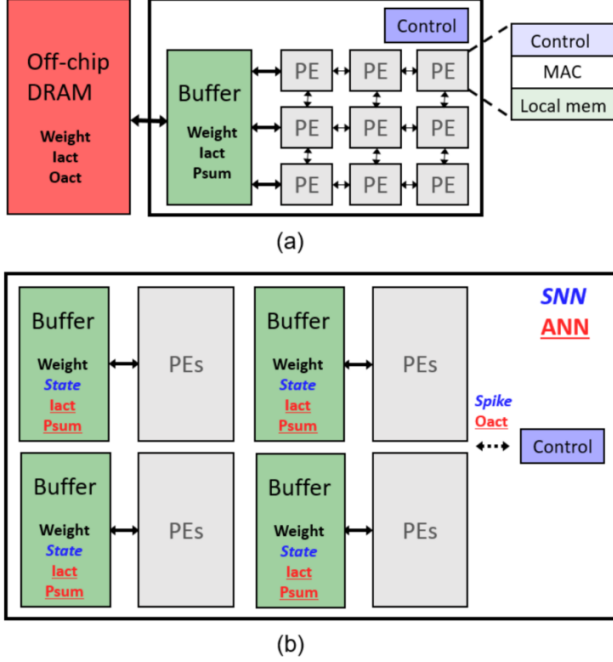 Off-chip
DRAM
Weight
Iact
Oact
Buffer
Weight
Iact
Psum
Control
PE PE PE
PE PE PE
PE PE PE
Control
MAC
Local mem
(a)
Buffer
Weight
State
Iact
Psum
PEs
Buffer
Weight
State
Iact
Psum
PEs
SNN
ANN
Spike
Oact
Control
Buffer
Weight
State
Iact
Psum
PEs
Buffer
Weight
State
Iact
Psum
PEs
(b)